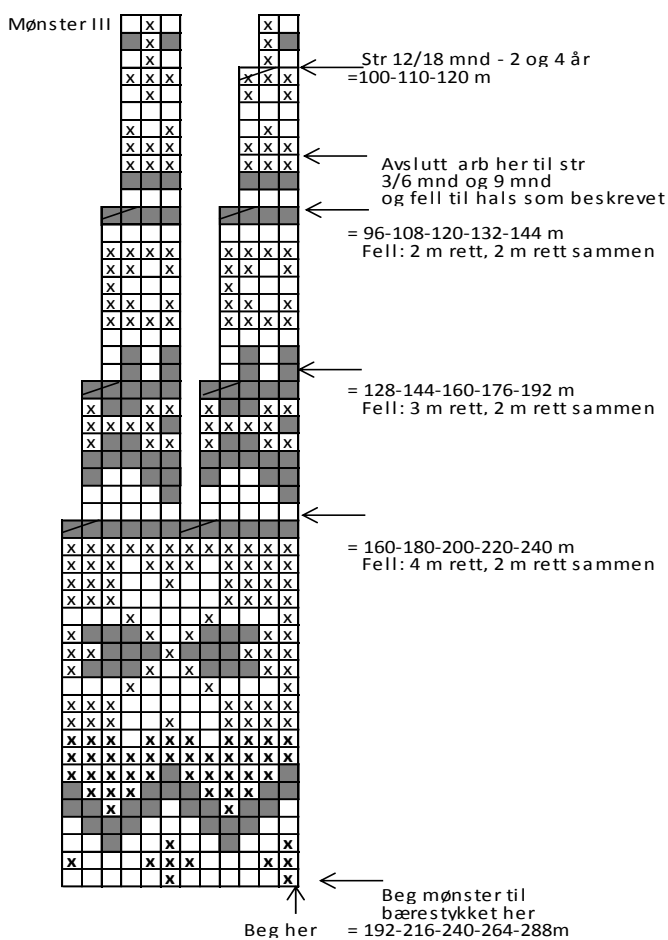 Mønster III
Str 12/18 mnd - 2 og 4 år
=100-110-120 m
Avslutt arb her til str
3/6 mnd og 9 mnd
og fell til hals som beskrevet
= 96-108-120-132-144 m
Fell: 2 m rett, 2 m rett sammen
= 128-144-160-176-192 m
Fell: 3 m rett, 2 m rett sammen
= 160-180-200-220-240 m
Fell: 4 m rett, 2 m rett sammen
Beg mønster til
bærestykket her
Beg her = 192-216-240-264-288m